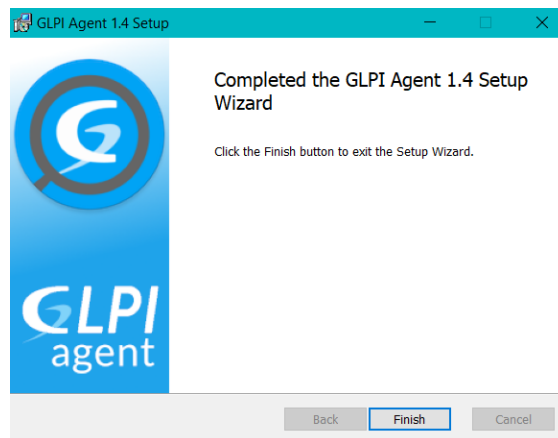 GLPI Agent 1.4 Setup
Completed the GLPI Agent 1.4 Setup
Wizard
Click the Finish button to exit the Setup Wizard.
GLPI
agent
Back
Finish
Cancel